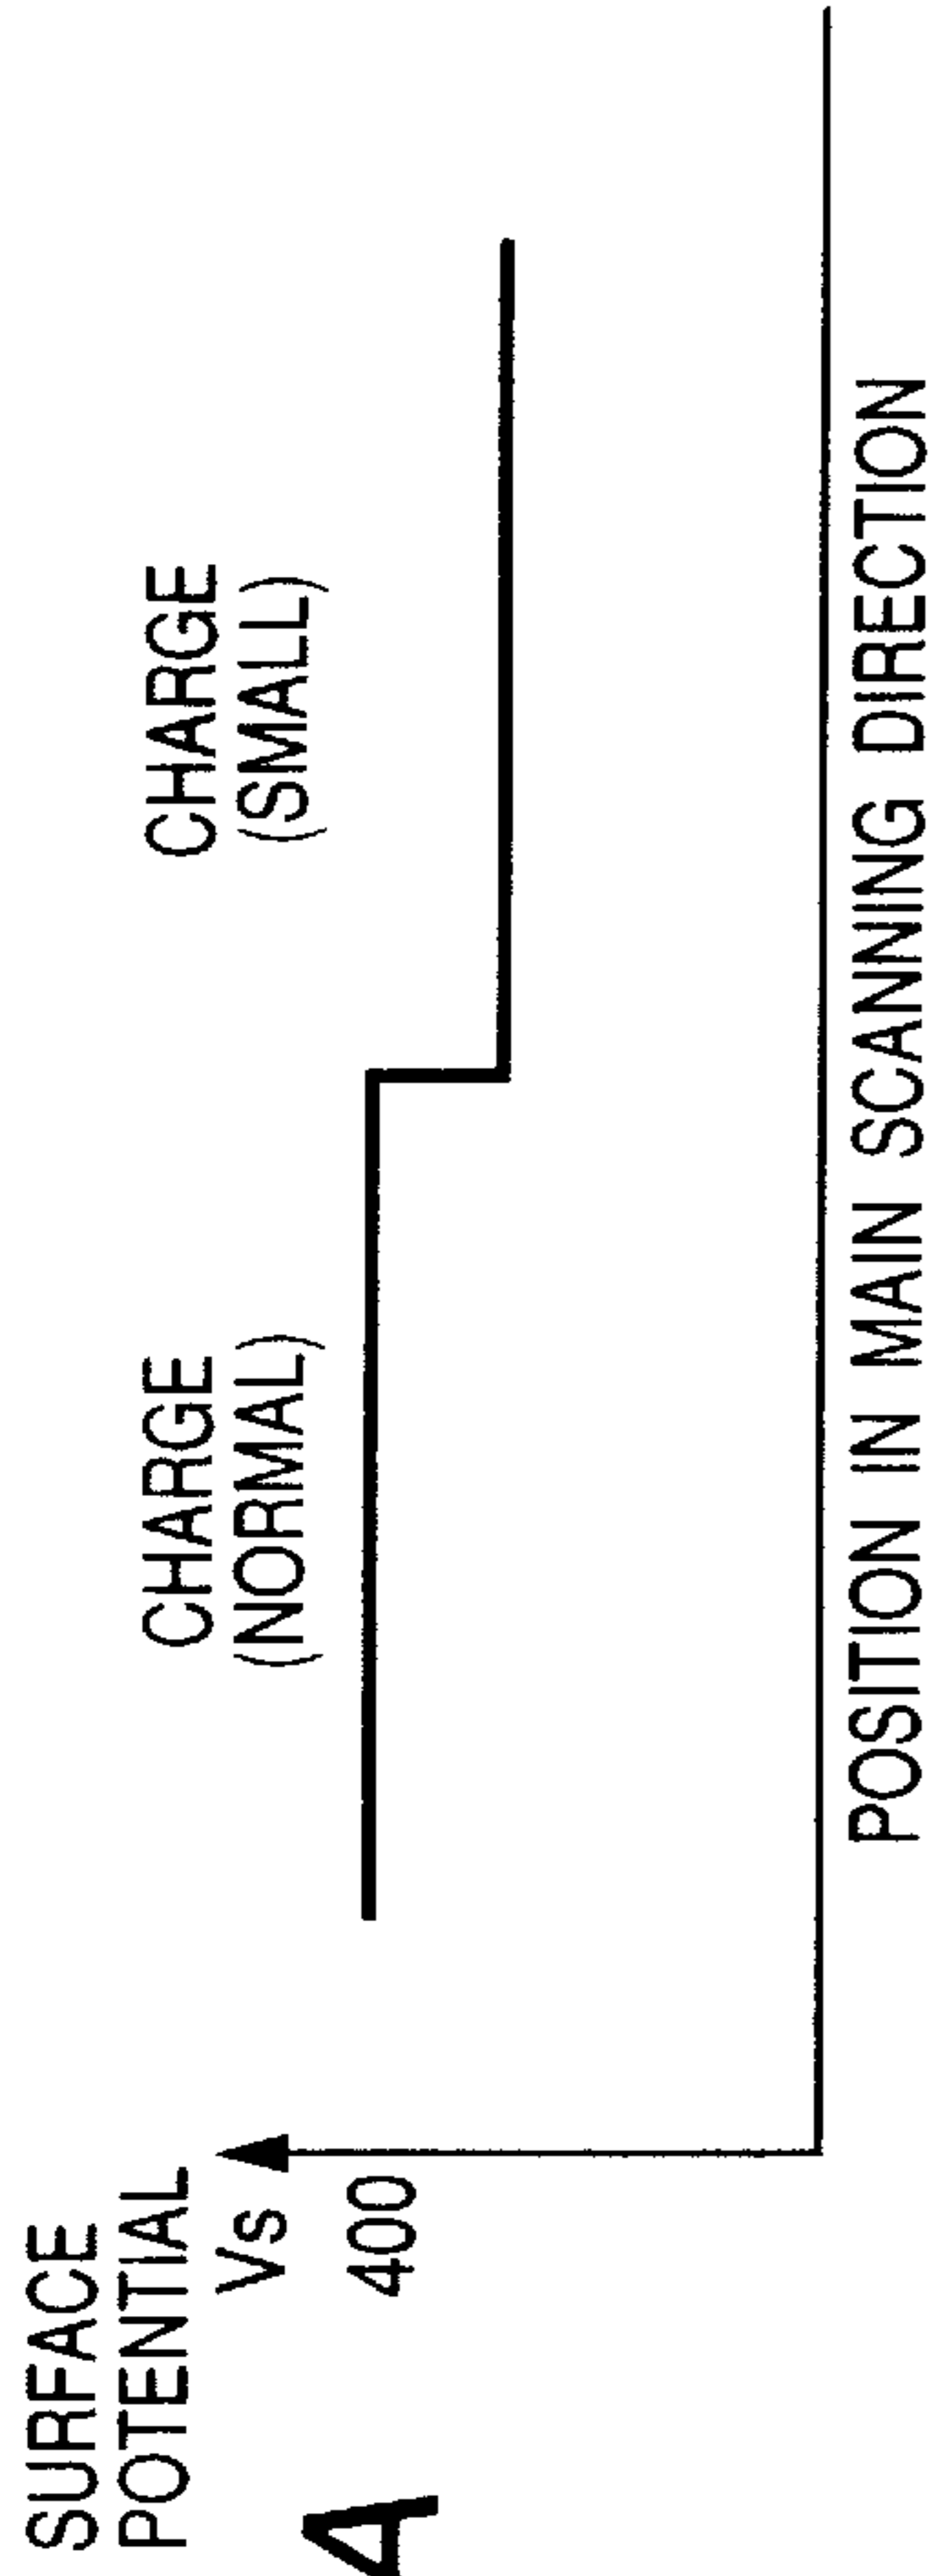 SURFACE
POTENTIAL
Vs
400
A
CHARGE
(NORMAL)
CHARGE
(SMALL)
POSITION IN MAIN SCANNING DIRECTION